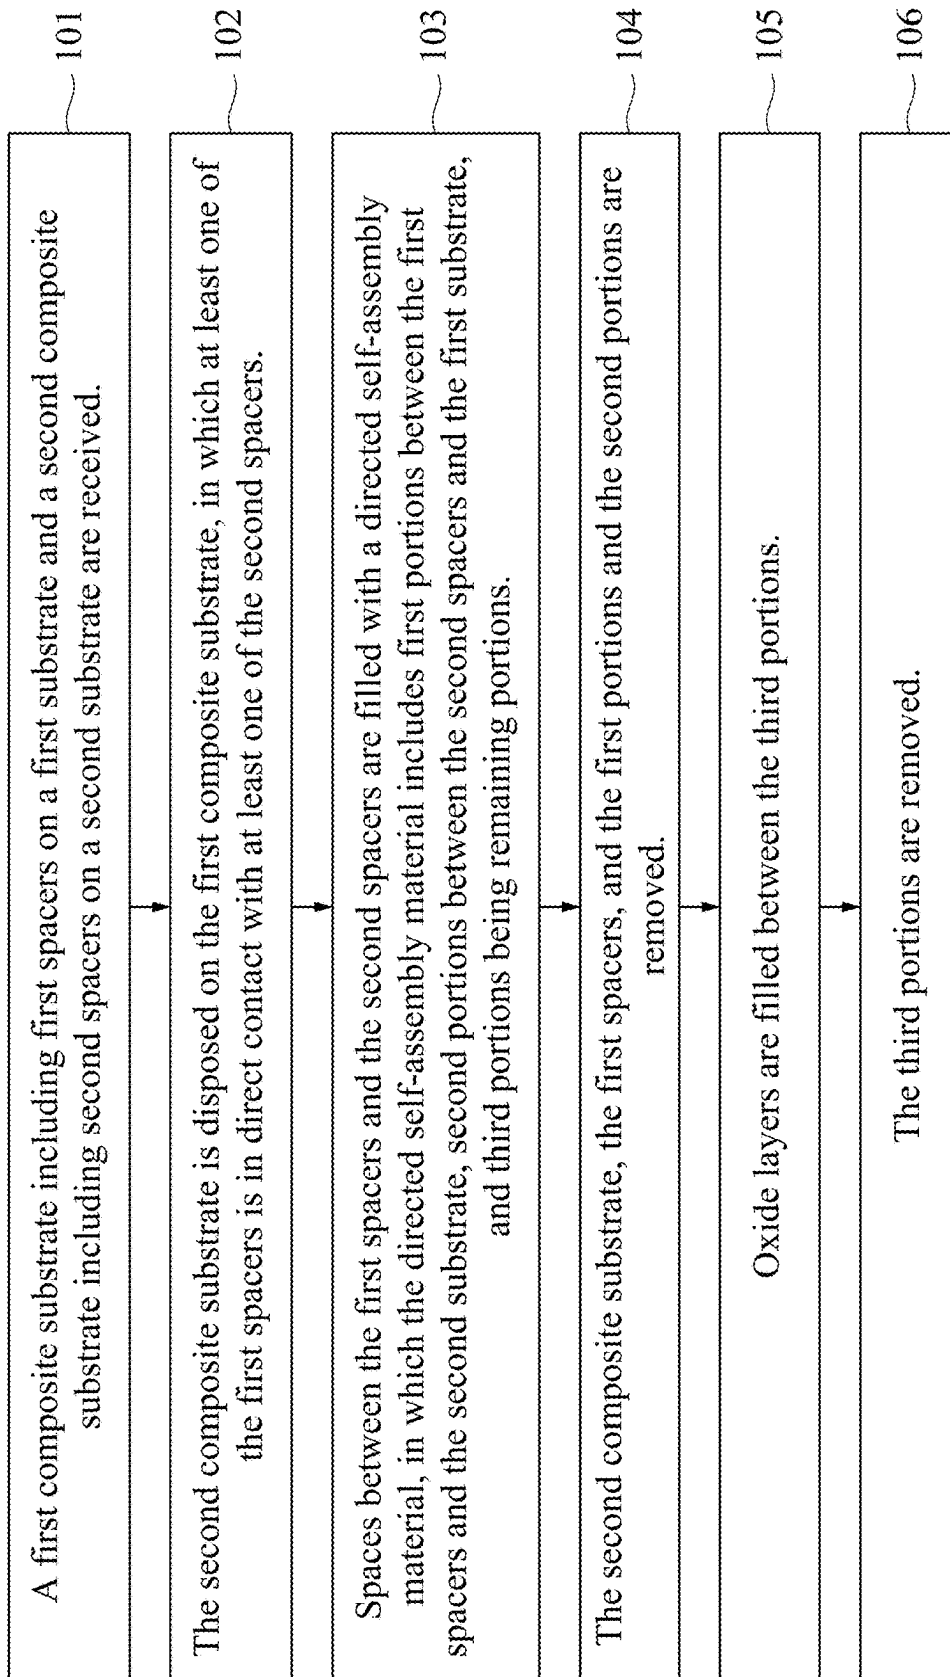 A first composite substrate including first spacers on a first substrate and a second composite
substrate including second spacers on a second substrate are received.
101
The second composite substrate is disposed on the first composite substrate, in which at least one of
the first spacers is in direct contact with at least one of the second spacers.
102
Spaces between the first spacers and the second spacers are filled with a directed self-assembly
material, in which the directed self-assembly material includes first portions between the first
spacers and the second substrate, second portions between the second spacers and the first substrate,
and third portions being remaining portions.
103
The second composite substrate, the first spacers, and the first portions and the second portions are
removed.
104
Oxide layers are filled between the third portions.
105
The third portions are removed.
106